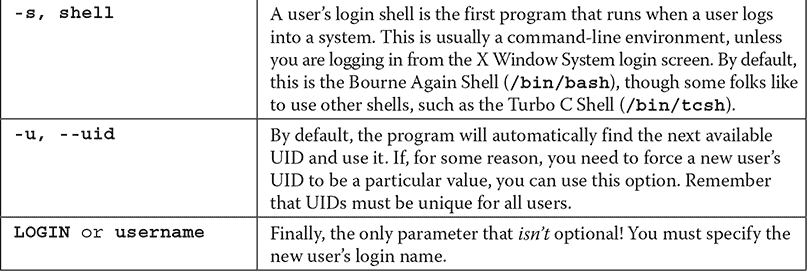 -s, shell
A user's login shell is the first program that runs when a user logs
into a system. This is usually a command-line environment, unless
you are logging in from the X Window System login screen. By default,
this is the Bourne Again Shell (/bin/bash), though some folks like
to use other shells, such as the Turbo C Shell (/bin/tcsh).
-u, --uid
By default, the program will automatically find the next available
UID and use it. If, for some reason, you need to force a new user's
UID to be a particular value, you can use this option. Remember
that UIDs must be unique for all users.
LOGIN or username
Finally, the only parameter that isn't optional! You must specify the
new user's login name.